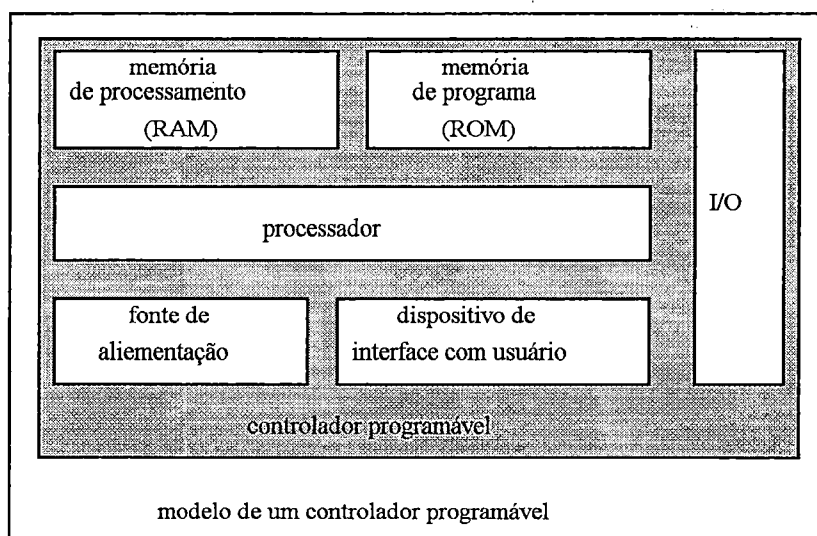 memória
de processamento
(RAM)
memória
de programa
(ROM)
I/O
processador
fonte de
aliementação
dispositivo de
interface com usuário
controlador programável
modelo de um controlador programável